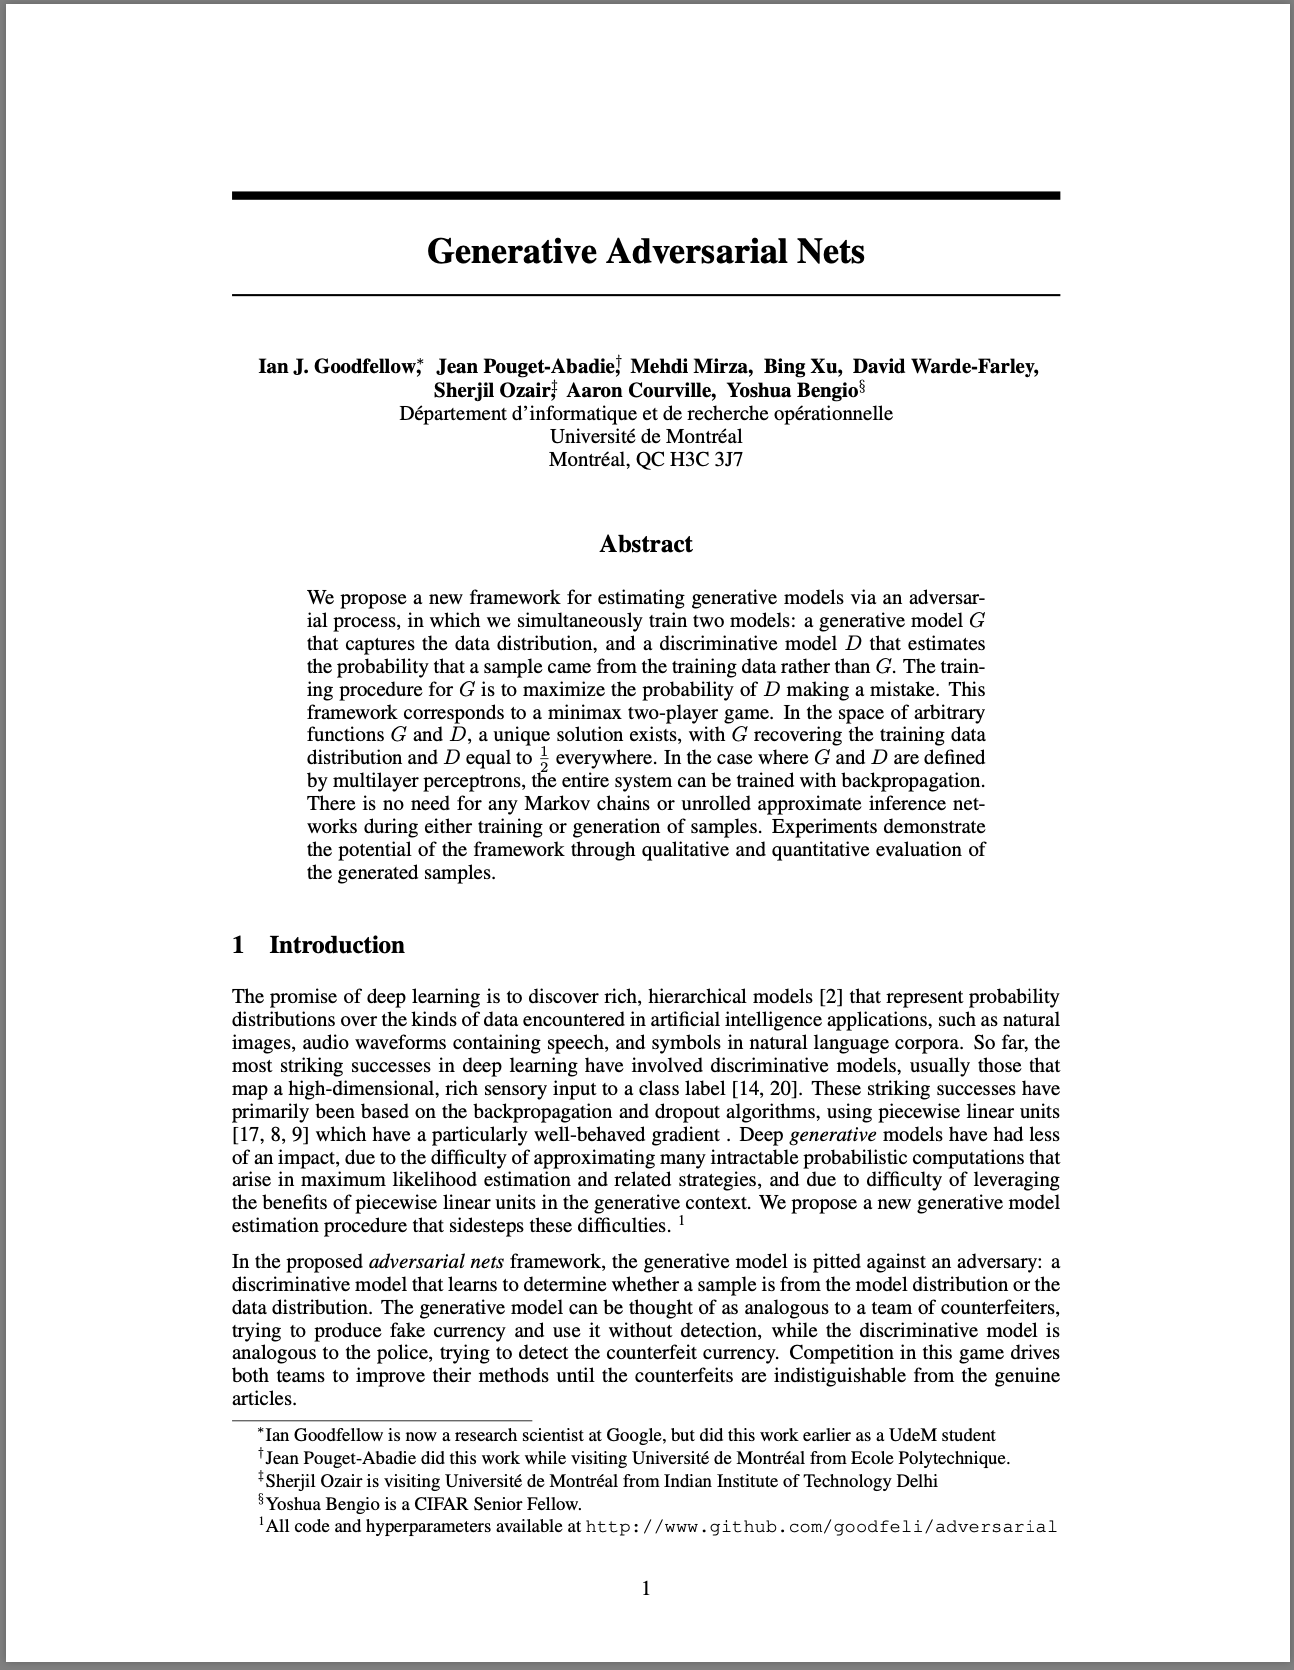 Generative Adversarial Nets
Ian J. Goodfellow,* Jean Pouget-Abadie,† Mehdi Mirza, Bing Xu, David Warde-Farley,
Sherjil Ozair,‡ Aaron Courville, Yoshua Bengio§
Département d'informatique et de recherche opérationnelle
Université de Montréal
Montréal, QC H3C 3J7
Abstract
We propose a new framework for estimating generative models via an adversar-
ial process, in which we simultaneously train two models: a generative model G
that captures the data distribution, and a discriminative model D that estimates
the probability that a sample came from the training data rather than G. The train-
ing procedure for G is to maximize the probability of D making a mistake. This
framework corresponds to a minimax two-player game. In the space of arbitrary
functions G and D, a unique solution exists, with G recovering the training data
distribution and D equal to 1/2 everywhere. In the case where G and D are defined
by multilayer perceptrons, the entire system can be trained with backpropagation.
There is no need for any Markov chains or unrolled approximate inference net-
works during either training or generation of samples. Experiments demonstrate
the potential of the framework through qualitative and quantitative evaluation of
the generated samples.
1 Introduction
The promise of deep learning is to discover rich, hierarchical models [2] that represent probability
distributions over the kinds of data encountered in artificial intelligence applications, such as natural
images, audio waveforms containing speech, and symbols in natural language corpora. So far, the
most striking successes in deep learning have involved discriminative models, usually those that
map a high-dimensional, rich sensory input to a class label [14, 20]. These striking successes have
primarily been based on the backpropagation and dropout algorithms, using piecewise linear units
[17, 8, 9] which have a particularly well-behaved gradient . Deep generative models have had less
of an impact, due to the difficulty of approximating many intractable probabilistic computations that
arise in maximum likelihood estimation and related strategies, and due to difficulty of leveraging
the benefits of piecewise linear units in the generative context. We propose a new generative model
estimation procedure that sidesteps these difficulties. 1
In the proposed adversarial nets framework, the generative model is pitted against an adversary: a
discriminative model that learns to determine whether a sample is from the model distribution or the
data distribution. The generative model can be thought of as analogous to a team of counterfeiters,
trying to produce fake currency and use it without detection, while the discriminative model is
analogous to the police, trying to detect the counterfeit currency. Competition in this game drives
both teams to improve their methods until the counterfeits are indistiguishable from the genuine
articles.
*Ian Goodfellow is now a research scientist at Google, but did this work earlier as a UdeM student
†Jean Pouget-Abadie did this work while visiting Université de Montréal from Ecole Polytechnique.
‡Sherjil Ozair is visiting Université de Montréal from Indian Institute of Technology Delhi
§Yoshua Bengio is a CIFAR Senior Fellow.
1All code and hyperparameters available at http://www.github.com/goodfeli/adversarial
1